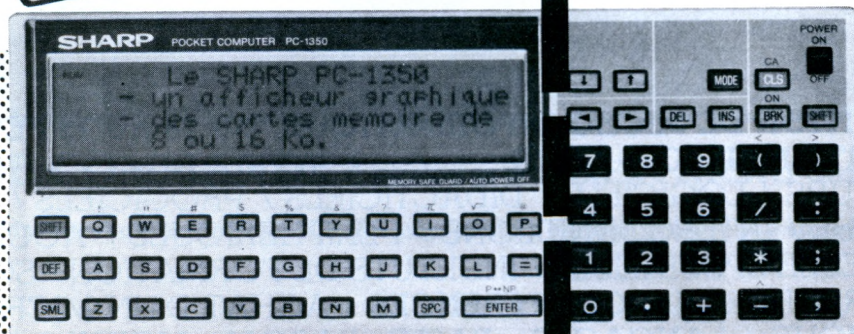 POWER
ON
SHARP POCKET COMPUTER PC-1350
CA
↓ ↑ MODE CLS OFF
RUN Le SHARP PC-1350
- un afficheur graphique
- des cartes memoire de
8 ou 16 Ko.
ON
◄ ► DEL INS BRK SHIFT
< >
7 8 9 ( )
MEMORY SAFE GUARD / AUTO POWER OFF
! " # $ % & ? π √ @
SHIFT Q W E R T Y U I O P
4 5 6 / :
DEF A S D F G H J K L =
1 2 3 * ;
P↔NP ^
SML Z X C V B N M SPC ENTER
0 • + - ,